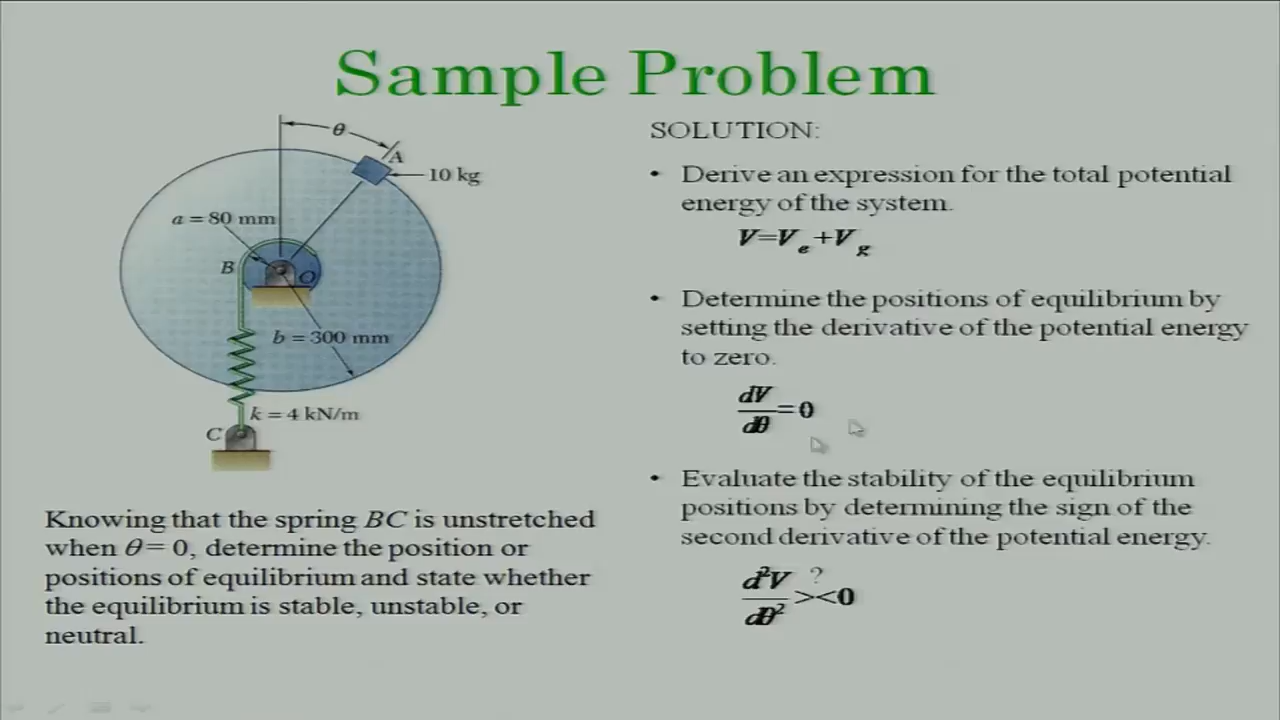 Sample Problem
θ
A
10 kg
a = 80 mm
B
O
b = 300 mm
k = 4 kN/m
C
Knowing that the spring BC is unstretched
when θ = 0, determine the position or
positions of equilibrium and state whether
the equilibrium is stable, unstable, or
neutral.
SOLUTION:
• Derive an expression for the total potential
energy of the system.
V=Ve+Vg
• Determine the positions of equilibrium by
setting the derivative of the potential energy
to zero.
dV/dθ=0
• Evaluate the stability of the equilibrium
positions by determining the sign of the
second derivative of the potential energy.
?
d²V/dθ² ><0